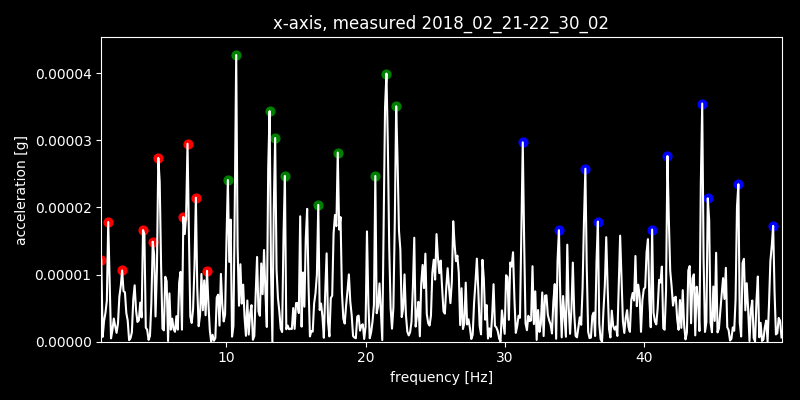 x-axis, measured 2018_02_21-22_30_02
0.00004
0.00003
0.00002
0.00001
0.00000
acceleration [g]
10 20 30 40
frequency [Hz]